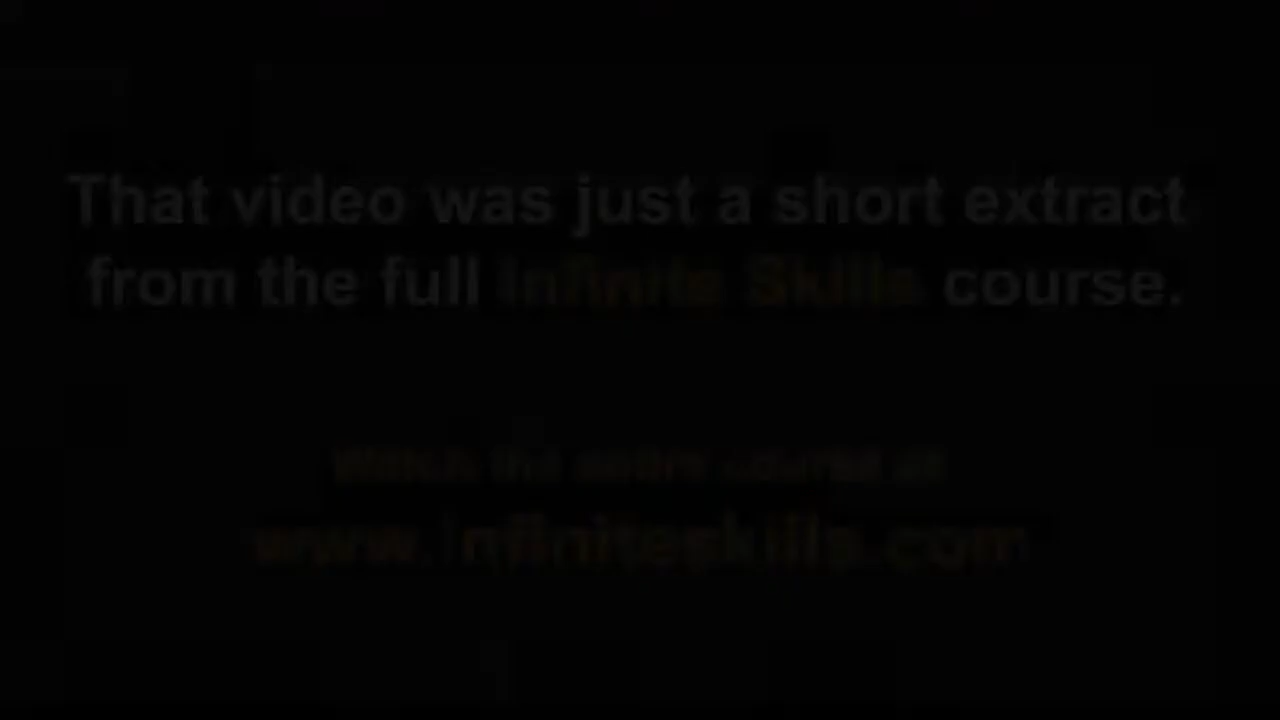 That video was just a short extract
from the full Infinite Skills course.
Watch the entire course at
www.infiniteskills.com